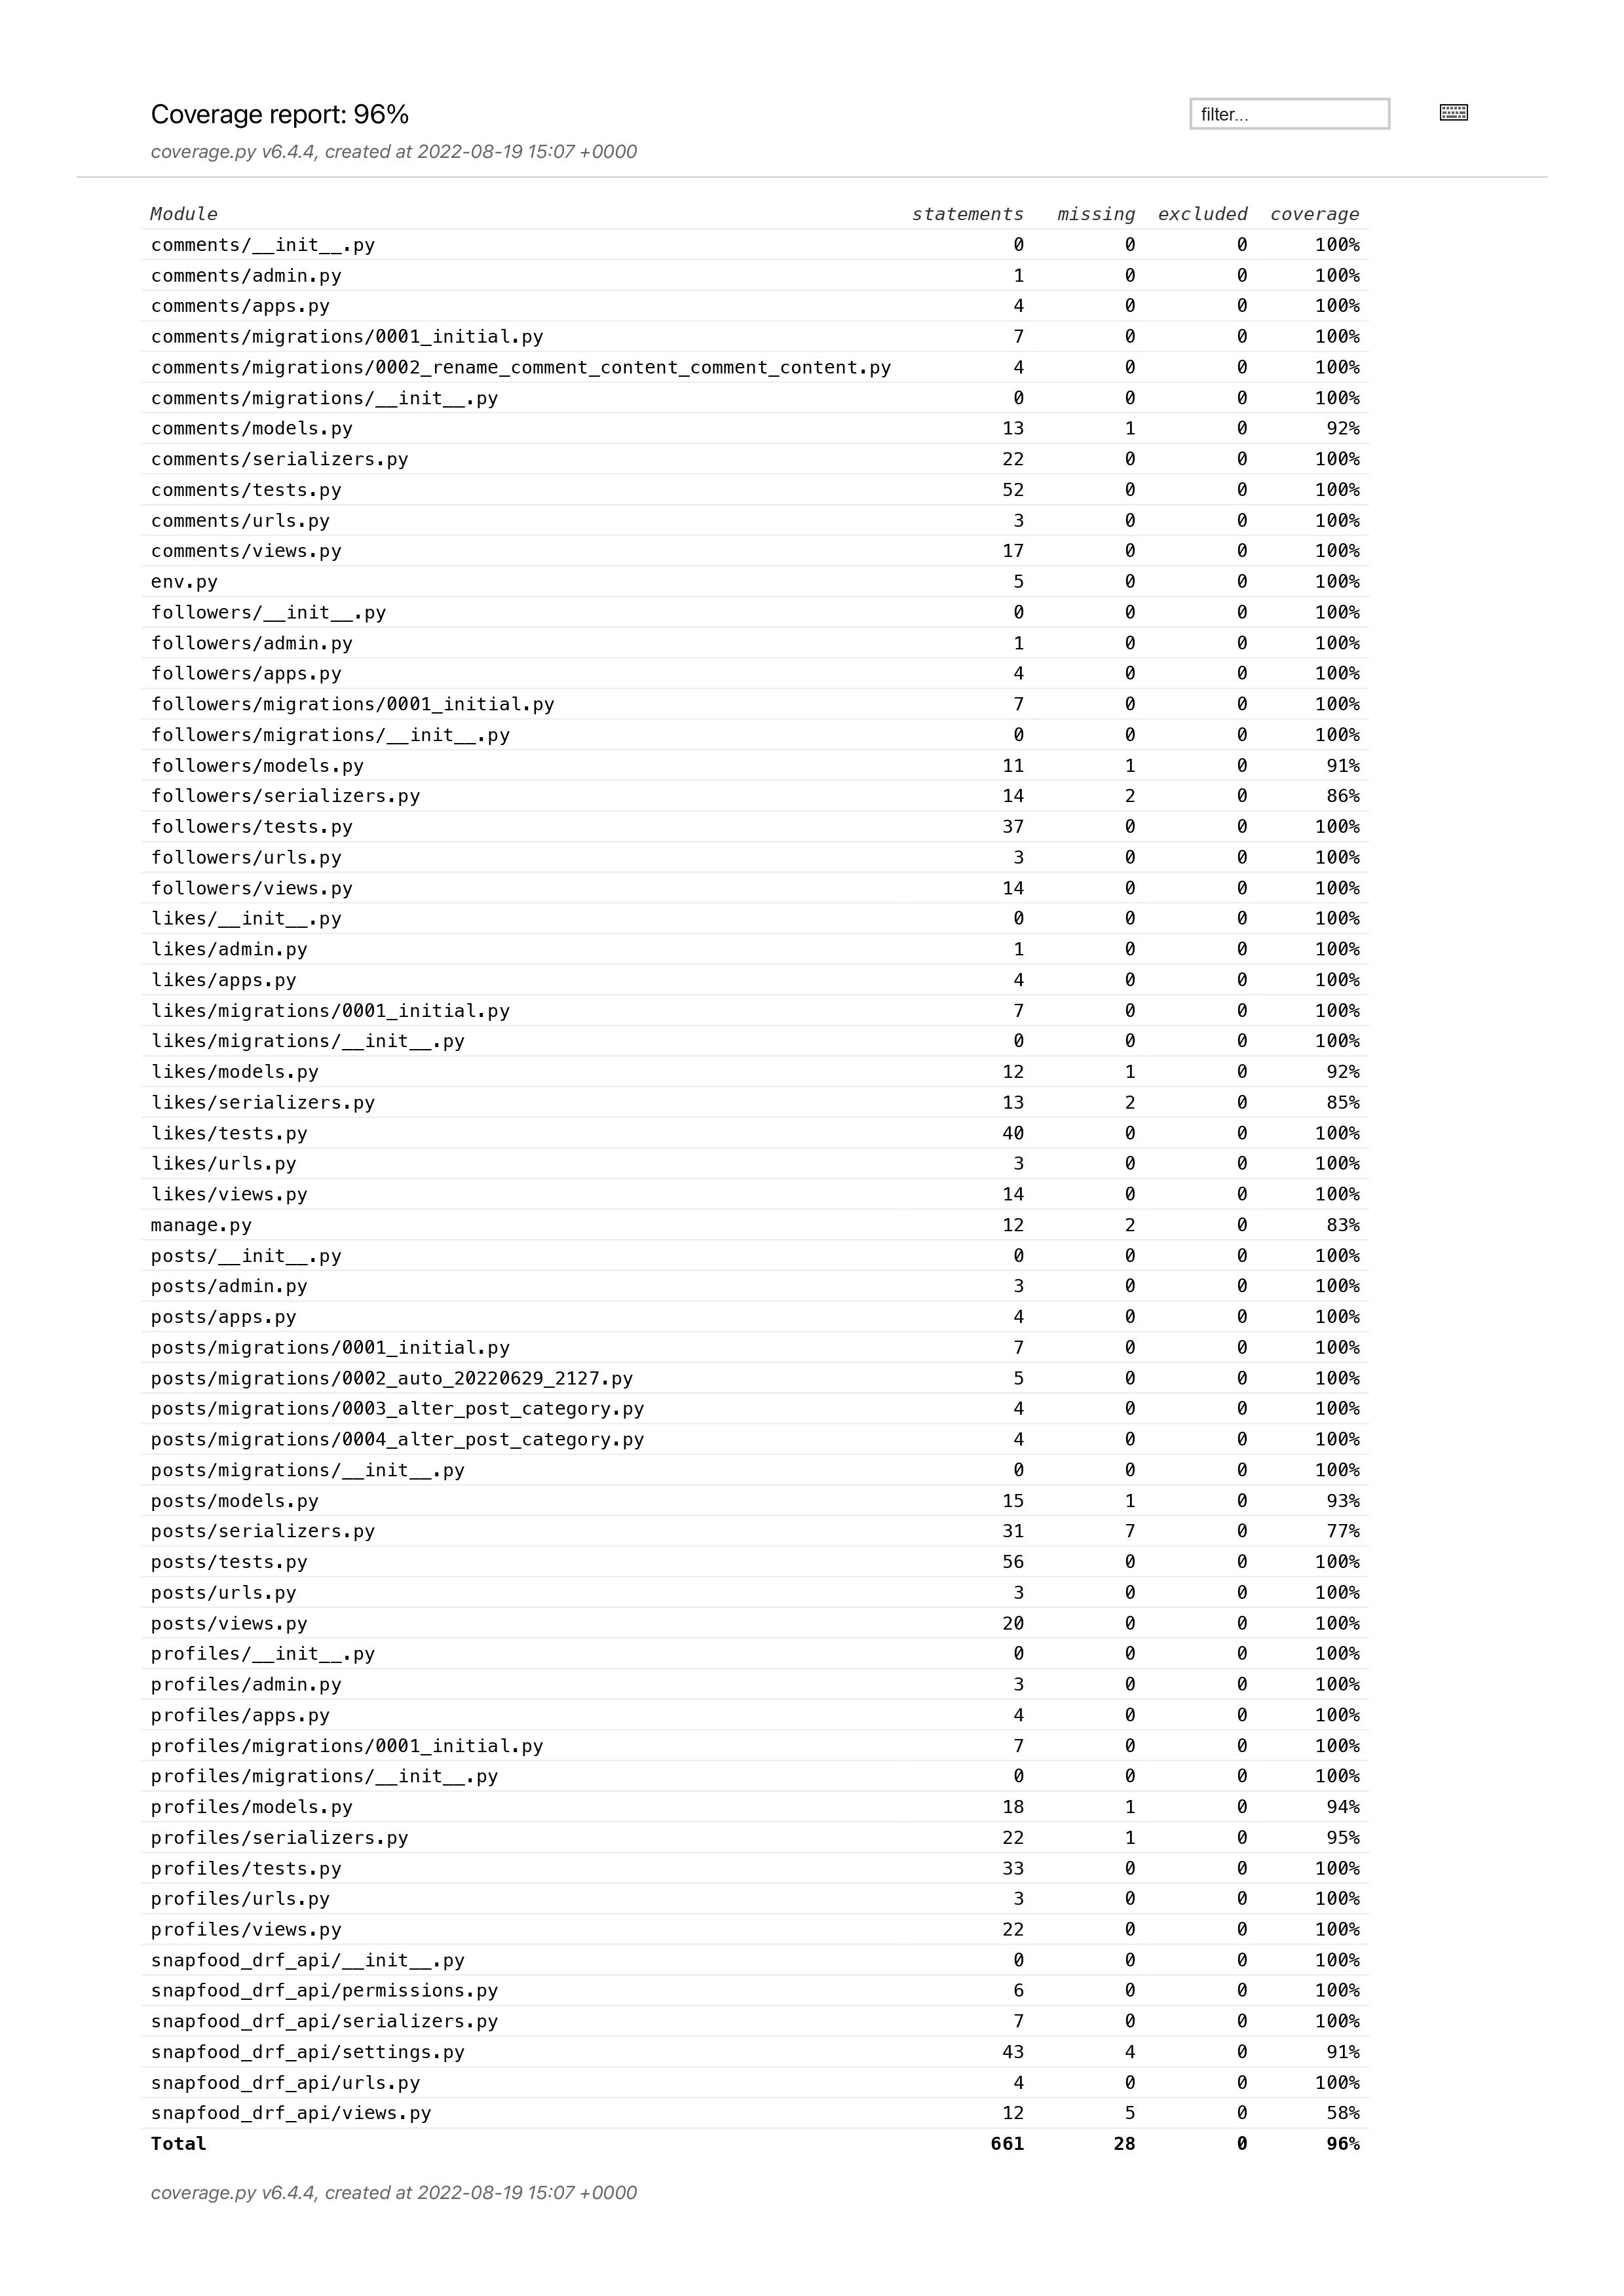 Coverage report: 96%
filter...
coverage.py v6.4.4, created at 2022-08-19 15:07 +0000
Module statements missing excluded coverage
comments/__init__.py 0 0 0 100%
comments/admin.py 1 0 0 100%
comments/apps.py 4 0 0 100%
comments/migrations/0001_initial.py 7 0 0 100%
comments/migrations/0002_rename_comment_content_comment_content.py 4 0 0 100%
comments/migrations/__init__.py 0 0 0 100%
comments/models.py 13 1 0 92%
comments/serializers.py 22 0 0 100%
comments/tests.py 52 0 0 100%
comments/urls.py 3 0 0 100%
comments/views.py 17 0 0 100%
env.py 5 0 0 100%
followers/__init__.py 0 0 0 100%
followers/admin.py 1 0 0 100%
followers/apps.py 4 0 0 100%
followers/migrations/0001_initial.py 7 0 0 100%
followers/migrations/__init__.py 0 0 0 100%
followers/models.py 11 1 0 91%
followers/serializers.py 14 2 0 86%
followers/tests.py 37 0 0 100%
followers/urls.py 3 0 0 100%
followers/views.py 14 0 0 100%
likes/__init__.py 0 0 0 100%
likes/admin.py 1 0 0 100%
likes/apps.py 4 0 0 100%
likes/migrations/0001_initial.py 7 0 0 100%
likes/migrations/__init__.py 0 0 0 100%
likes/models.py 12 1 0 92%
likes/serializers.py 13 2 0 85%
likes/tests.py 40 0 0 100%
likes/urls.py 3 0 0 100%
likes/views.py 14 0 0 100%
manage.py 12 2 0 83%
posts/__init__.py 0 0 0 100%
posts/admin.py 3 0 0 100%
posts/apps.py 4 0 0 100%
posts/migrations/0001_initial.py 7 0 0 100%
posts/migrations/0002_auto_20220629_2127.py 5 0 0 100%
posts/migrations/0003_alter_post_category.py 4 0 0 100%
posts/migrations/0004_alter_post_category.py 4 0 0 100%
posts/migrations/__init__.py 0 0 0 100%
posts/models.py 15 1 0 93%
posts/serializers.py 31 7 0 77%
posts/tests.py 56 0 0 100%
posts/urls.py 3 0 0 100%
posts/views.py 20 0 0 100%
profiles/__init__.py 0 0 0 100%
profiles/admin.py 3 0 0 100%
profiles/apps.py 4 0 0 100%
profiles/migrations/0001_initial.py 7 0 0 100%
profiles/migrations/__init__.py 0 0 0 100%
profiles/models.py 18 1 0 94%
profiles/serializers.py 22 1 0 95%
profiles/tests.py 33 0 0 100%
profiles/urls.py 3 0 0 100%
profiles/views.py 22 0 0 100%
snapfood_drf_api/__init__.py 0 0 0 100%
snapfood_drf_api/permissions.py 6 0 0 100%
snapfood_drf_api/serializers.py 7 0 0 100%
snapfood_drf_api/settings.py 43 4 0 91%
snapfood_drf_api/urls.py 4 0 0 100%
snapfood_drf_api/views.py 12 5 0 58%
Total 661 28 0 96%
coverage.py v6.4.4, created at 2022-08-19 15:07 +0000